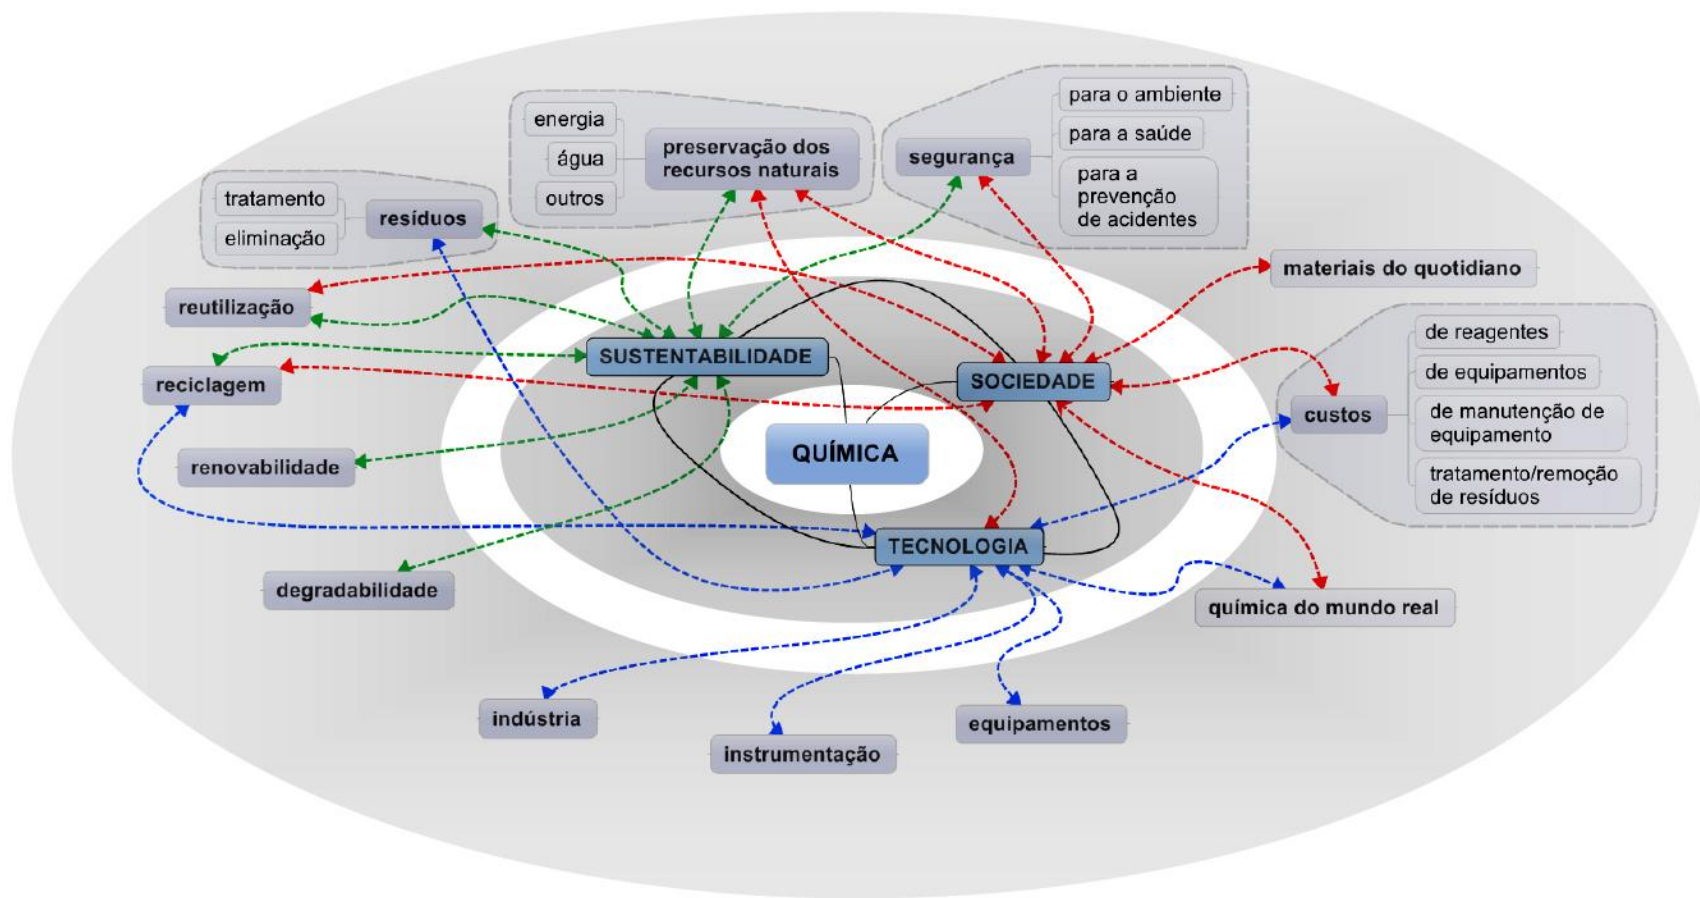 energia
água
outros
preservação dos
recursos naturais
segurança
para o ambiente
para a saúde
para a
prevenção
de acidentes
tratamento
eliminação
resíduos
reutilização
reciclagem
renovabilidade
degradabilidade
SUSTENTABILIDADE
SOCIEDADE
QUÍMICA
TECNOLOGIA
materiais do quotidiano
custos
de reagentes
de equipamentos
de manutenção de
equipamento
tratamento/remoção
de resíduos
química do mundo real
indústria
instrumentação
equipamentos